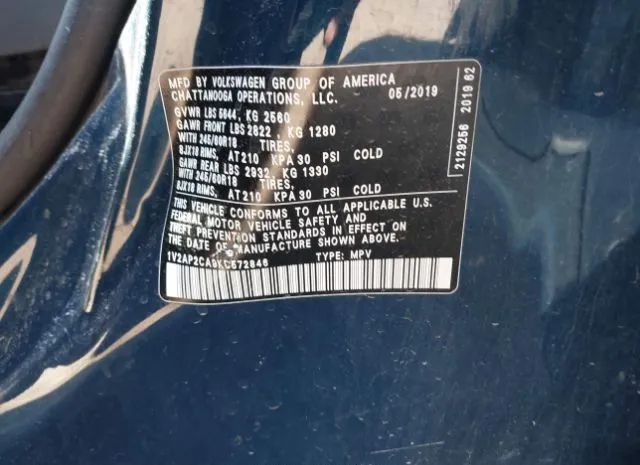 MFD BY VOLKSWAGEN GROUP OF AMERICA
CHATTANOOGA OPERATIONS, LLC. 05/2019
GVWR LBS 5644, KG 2560
GAWR FRONT LBS 2822, KG 1280
WITH 245/60R18 TIRES,
8JX18 RIMS, AT210 KPA 30 PSI COLD
GAWR REAR LBS 2932, KG 1330
WITH 245/60R18 TIRES,
8JX18 RIMS, AT210 KPA 30 PSI COLD
THIS VEHICLE CONFORMS TO ALL APPLICABLE U.S.
FEDERAL MOTOR VEHICLE SAFETY AND
THEFT PREVENTION STANDARDS IN EFFECT ON
THE DATE OF MANUFACTURE SHOWN ABOVE.
TYPE: MPV
2129256 2019 62